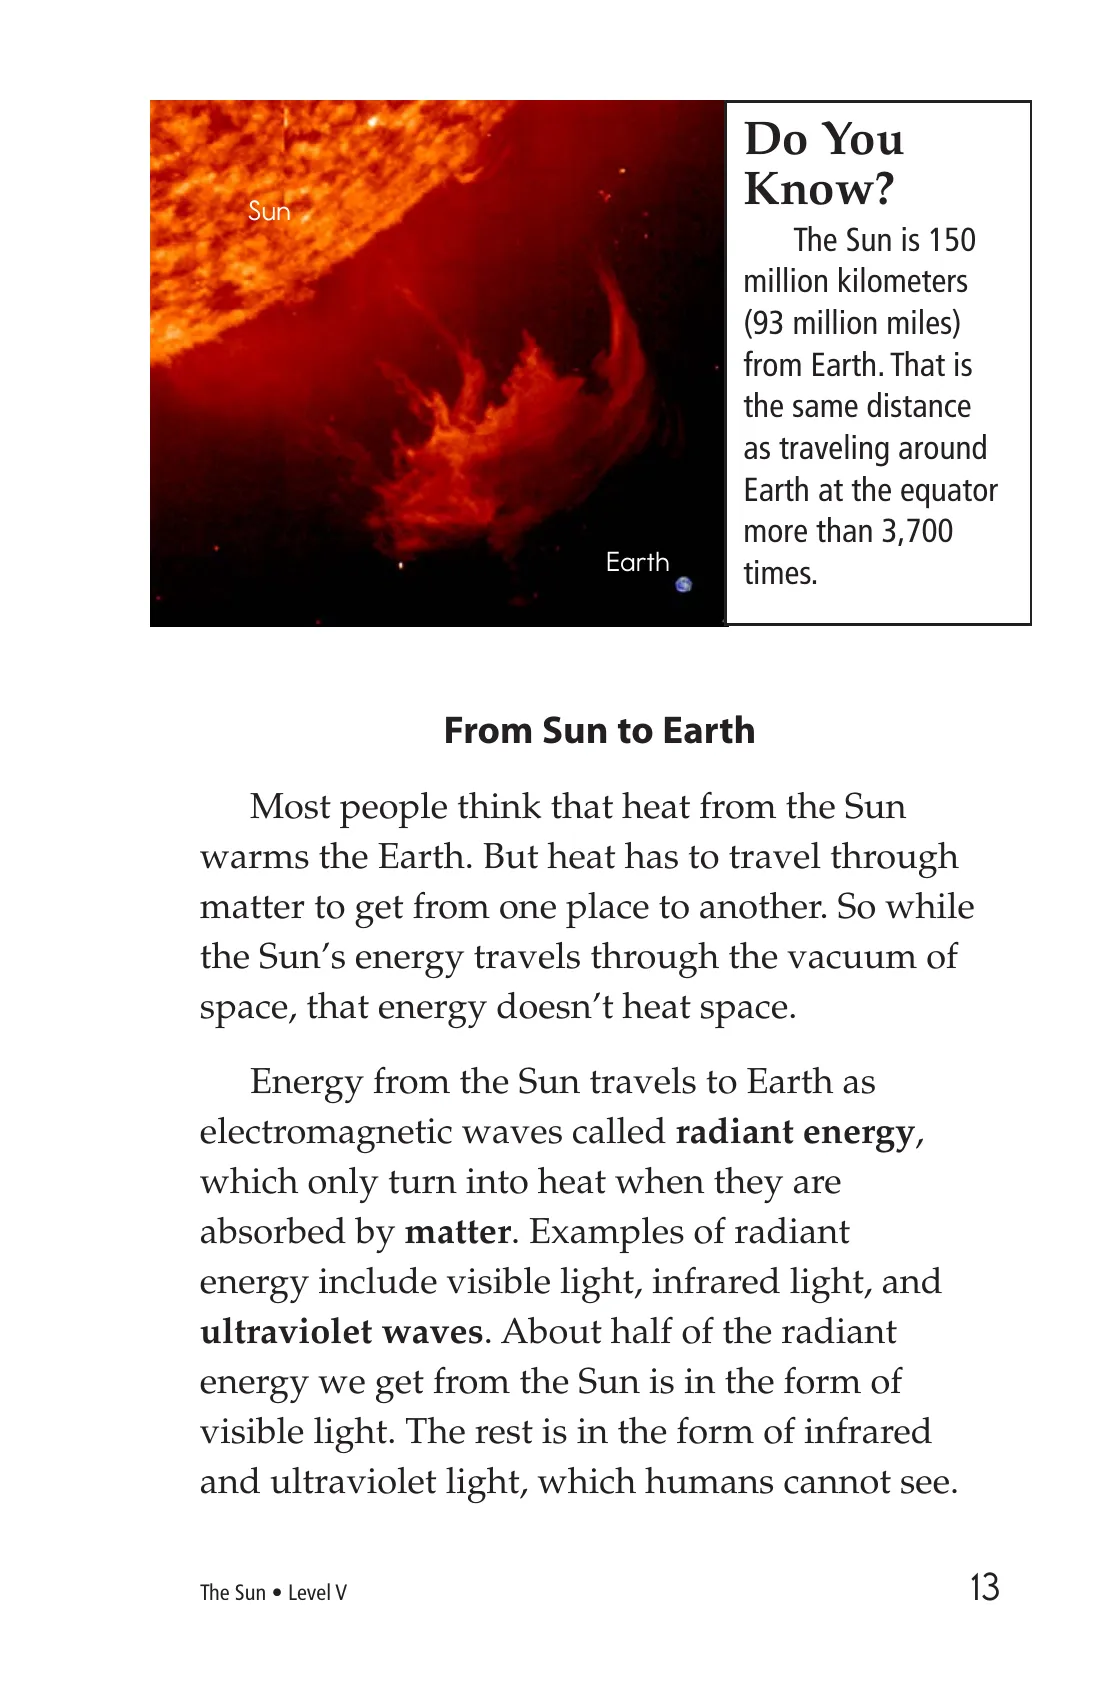 Sun
Earth
Do You
Know?
The Sun is 150
million kilometers
(93 million miles)
from Earth. That is
the same distance
as traveling around
Earth at the equator
more than 3,700
times.
From Sun to Earth
Most people think that heat from the Sun
warms the Earth. But heat has to travel through
matter to get from one place to another. So while
the Sun’s energy travels through the vacuum of
space, that energy doesn’t heat space.
Energy from the Sun travels to Earth as
electromagnetic waves called radiant energy,
which only turn into heat when they are
absorbed by matter. Examples of radiant
energy include visible light, infrared light, and
ultraviolet waves. About half of the radiant
energy we get from the Sun is in the form of
visible light. The rest is in the form of infrared
and ultraviolet light, which humans cannot see.
The Sun • Level V
13